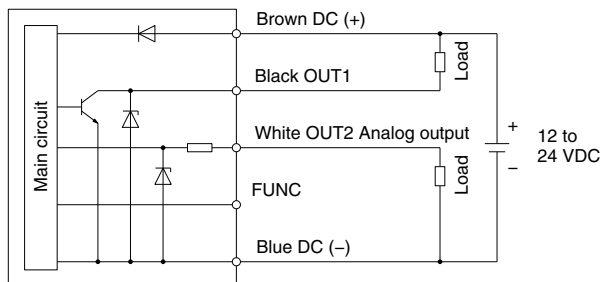 Brown DC (+)
Main circuit
Load
Black OUT1
White OUT2 Analog output
+
12 to
24 VDC
−
Load
FUNC
Blue DC (−)